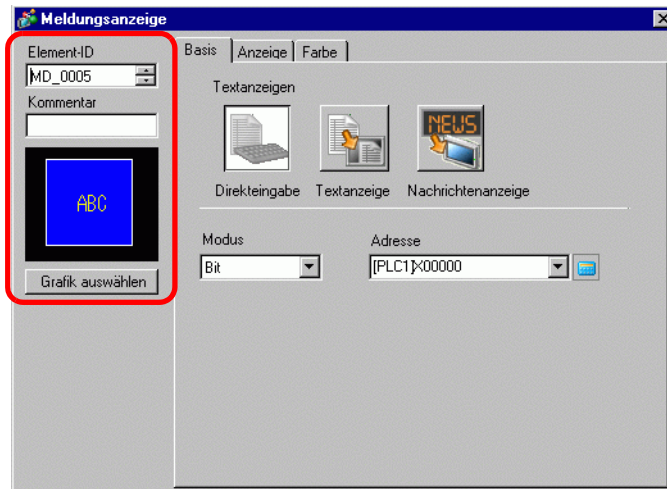 Meldungsanzeige
Element-ID
MD_0005
Kommentar
ABC
Grafik auswählen
Basis Anzeige Farbe
Textanzeigen
NEWS
Direkteingabe Textanzeige Nachrichtenanzeige
Modus Adresse
Bit [PLC1]X00000